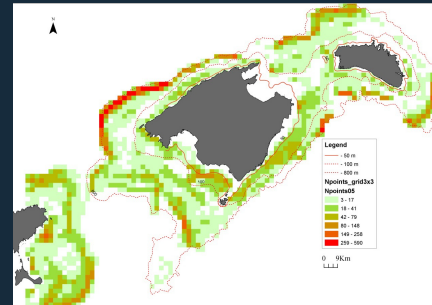 N
Legend
- 50 m
- 100 m
- 800 m
Npoints_grid3x3
Npoints05
3 - 17
18 - 41
42 - 79
80 - 148
149 - 258
259 - 590
0 9Km